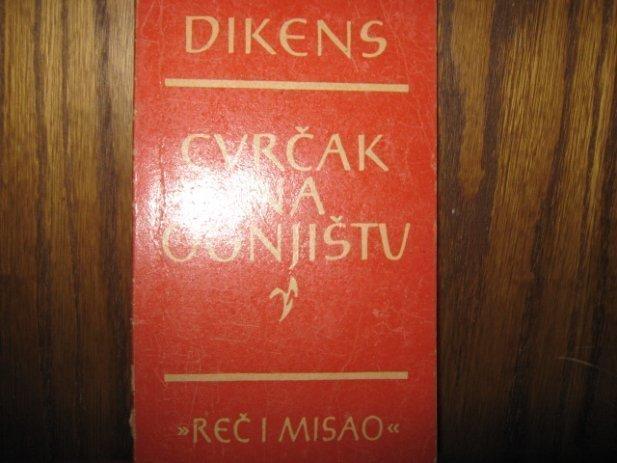 DIKENS
CVRČAK
NA
OGNJIŠTU
»REČ I MISAO«